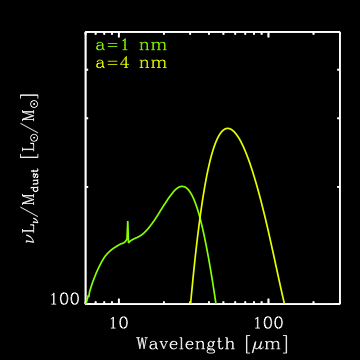 a=1 nm
a=4 nm
νLν/Mdust [L⊙/M⊙]
100
10 100
Wavelength [μm]